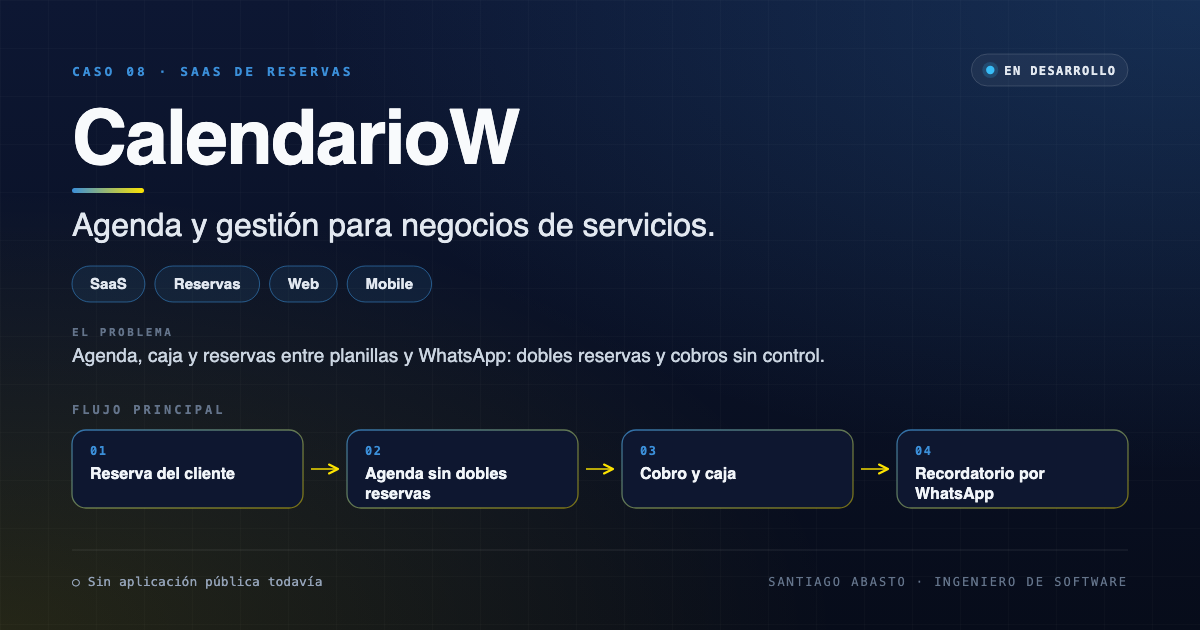 CASO 08 · SAAS DE RESERVAS
EN DESARROLLO
CalendarioW
Agenda y gestión para negocios de servicios.
SaaS
Reservas
Web
Mobile
EL PROBLEMA
Agenda, caja y reservas entre planillas y WhatsApp: dobles reservas y cobros sin control.
FLUJO PRINCIPAL
01
Reserva del cliente
02
Agenda sin dobles
reservas
03
Cobro y caja
04
Recordatorio por
WhatsApp
Sin aplicación pública todavía
SANTIAGO ABASTO · INGENIERO DE SOFTWARE